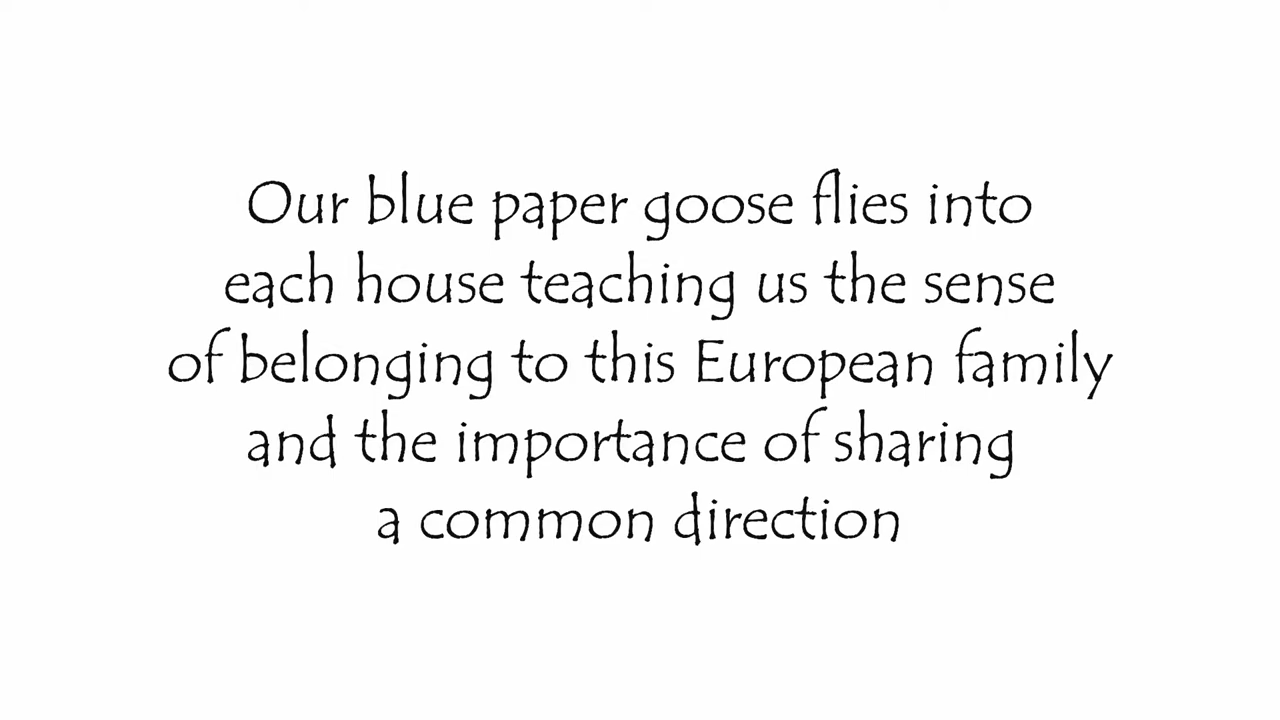 Our blue paper goose flies into
each house teaching us the sense
of belonging to this European family
and the importance of sharing
a common direction